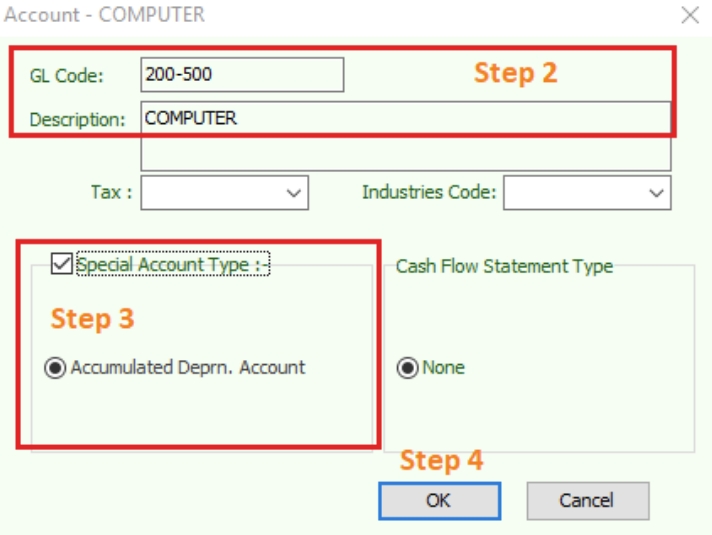 Account - COMPUTER
GL Code: 200-500 Step 2
Description: COMPUTER
Tax : Industries Code:
Special Account Type :- Cash Flow Statement Type
Step 3
Accumulated Deprn. Account None
Step 4
OK Cancel